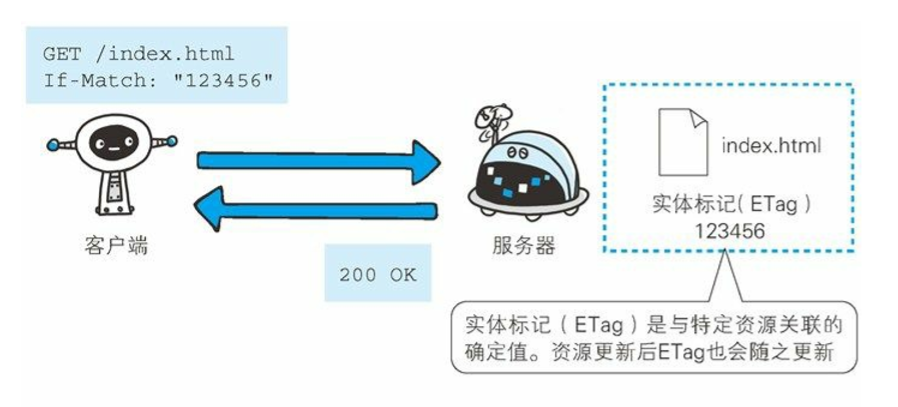 GET /index.html
If-Match: "123456"
index.html
实体标记（ETag）
123456
客户端
服务器
200 OK
实体标记（ETag）是与特定资源关联的
确定值。资源更新后ETag也会随之更新